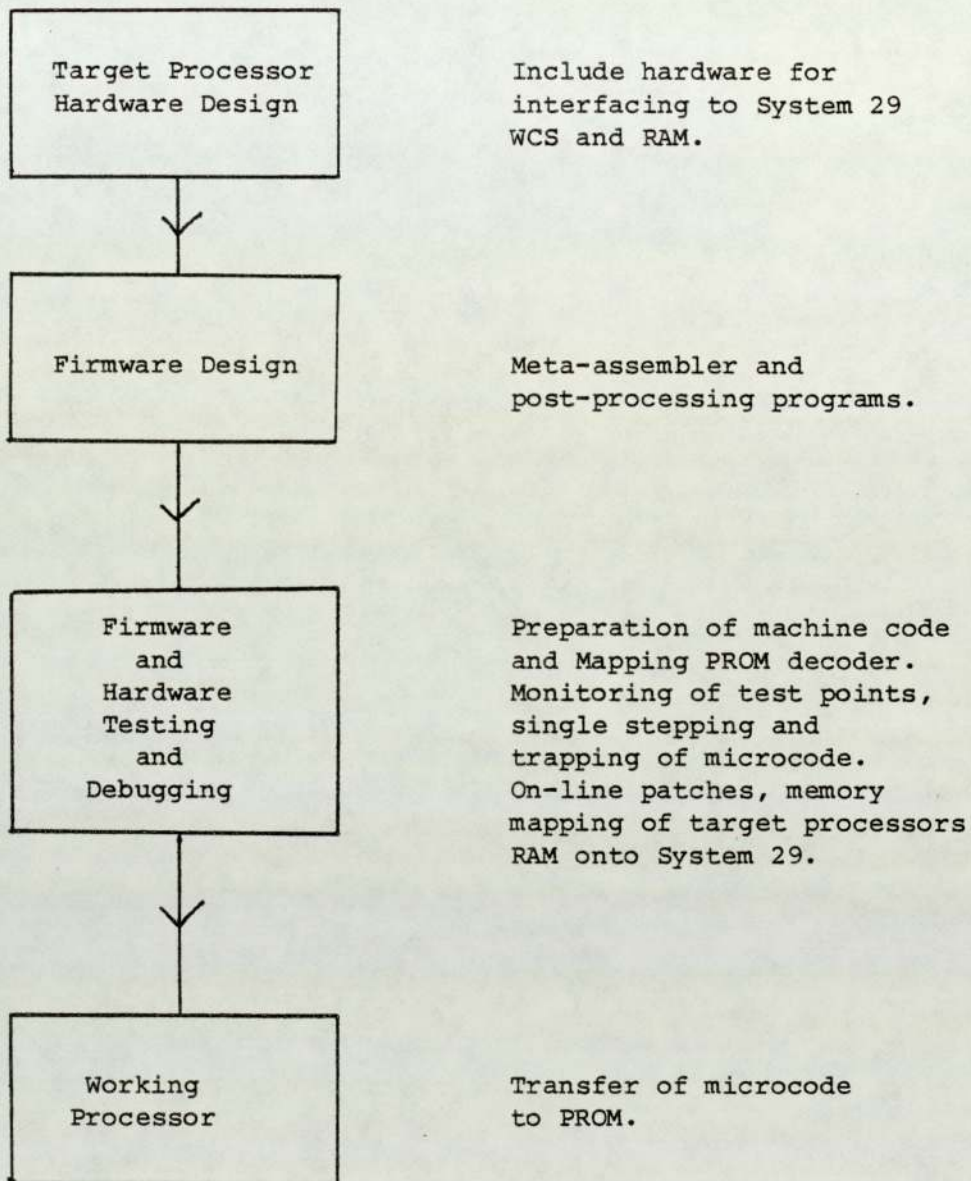 Target Processor
Hardware Design
Include hardware for
interfacing to System 29
WCS and RAM.
Firmware Design
Meta-assembler and
post-processing programs.
Firmware
and
Hardware
Testing
and
Debugging
Preparation of machine code
and Mapping PROM decoder.
Monitoring of test points,
single stepping and
trapping of microcode.
On-line patches, memory
mapping of target processors
RAM onto System 29.
Working
Processor
Transfer of microcode
to PROM.